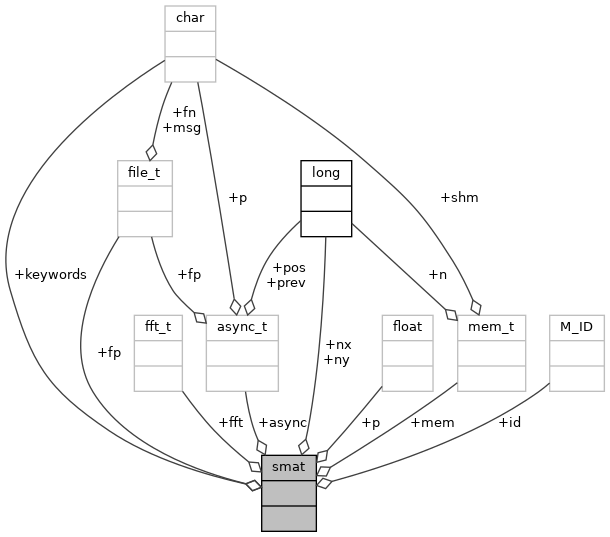 char
+fn
+msg
file_t
long
+p
+shm
+keywords
+fp
+pos
+prev
+n
fft_t
async_t
float
mem_t
M_ID
+fp
+nx
+ny
+fft
+async
+p
+mem
+id
smat